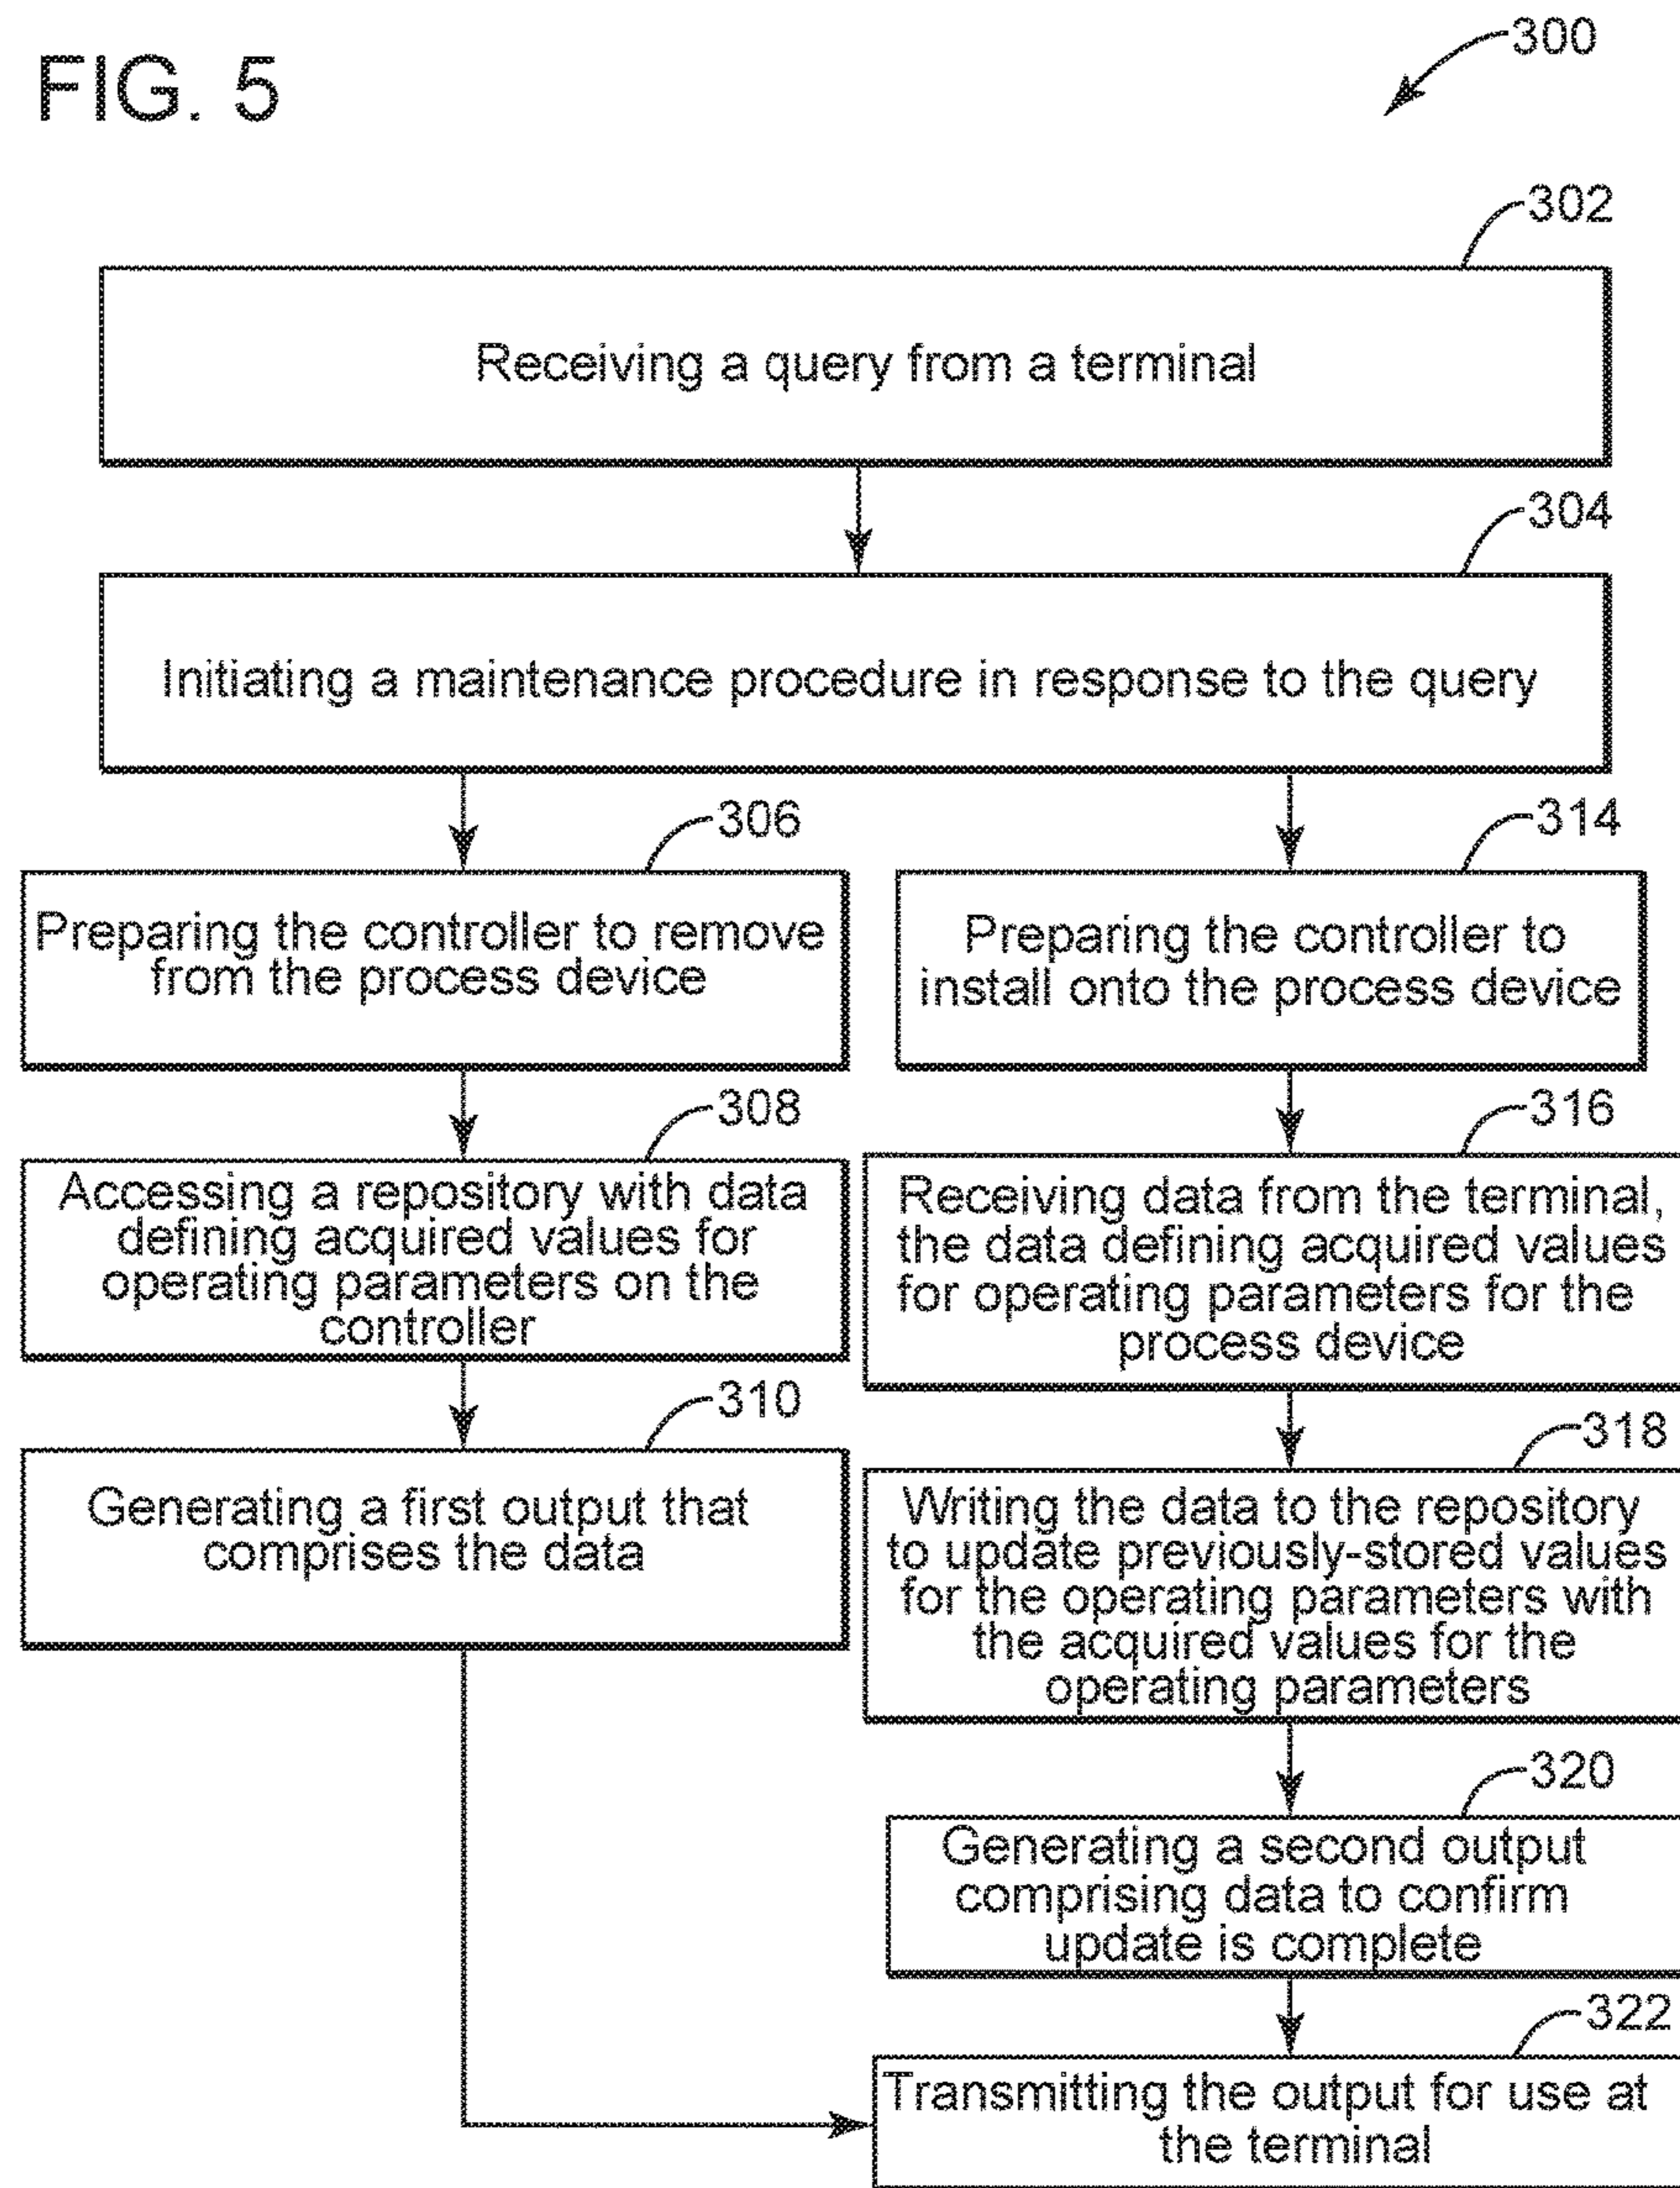 FIG. 5
300
302
Receiving a query from a terminal
304
Initiating a maintenance procedure in response to the query
306
Preparing the controller to remove
from the process device
308
Accessing a repository with data
defining acquired values for
operating parameters on the
controller
310
Generating a first output that
comprises the data
314
Preparing the controller to
install onto the process device
316
Receiving data from the terminal,
the data defining acquired values
for operating parameters for the
process device
318
Writing the data to the repository
to update previously-stored values
for the operating parameters with
the acquired values for the
operating parameters
320
Generating a second output
comprising data to confirm
update is complete
322
Transmitting the output for use at
the terminal